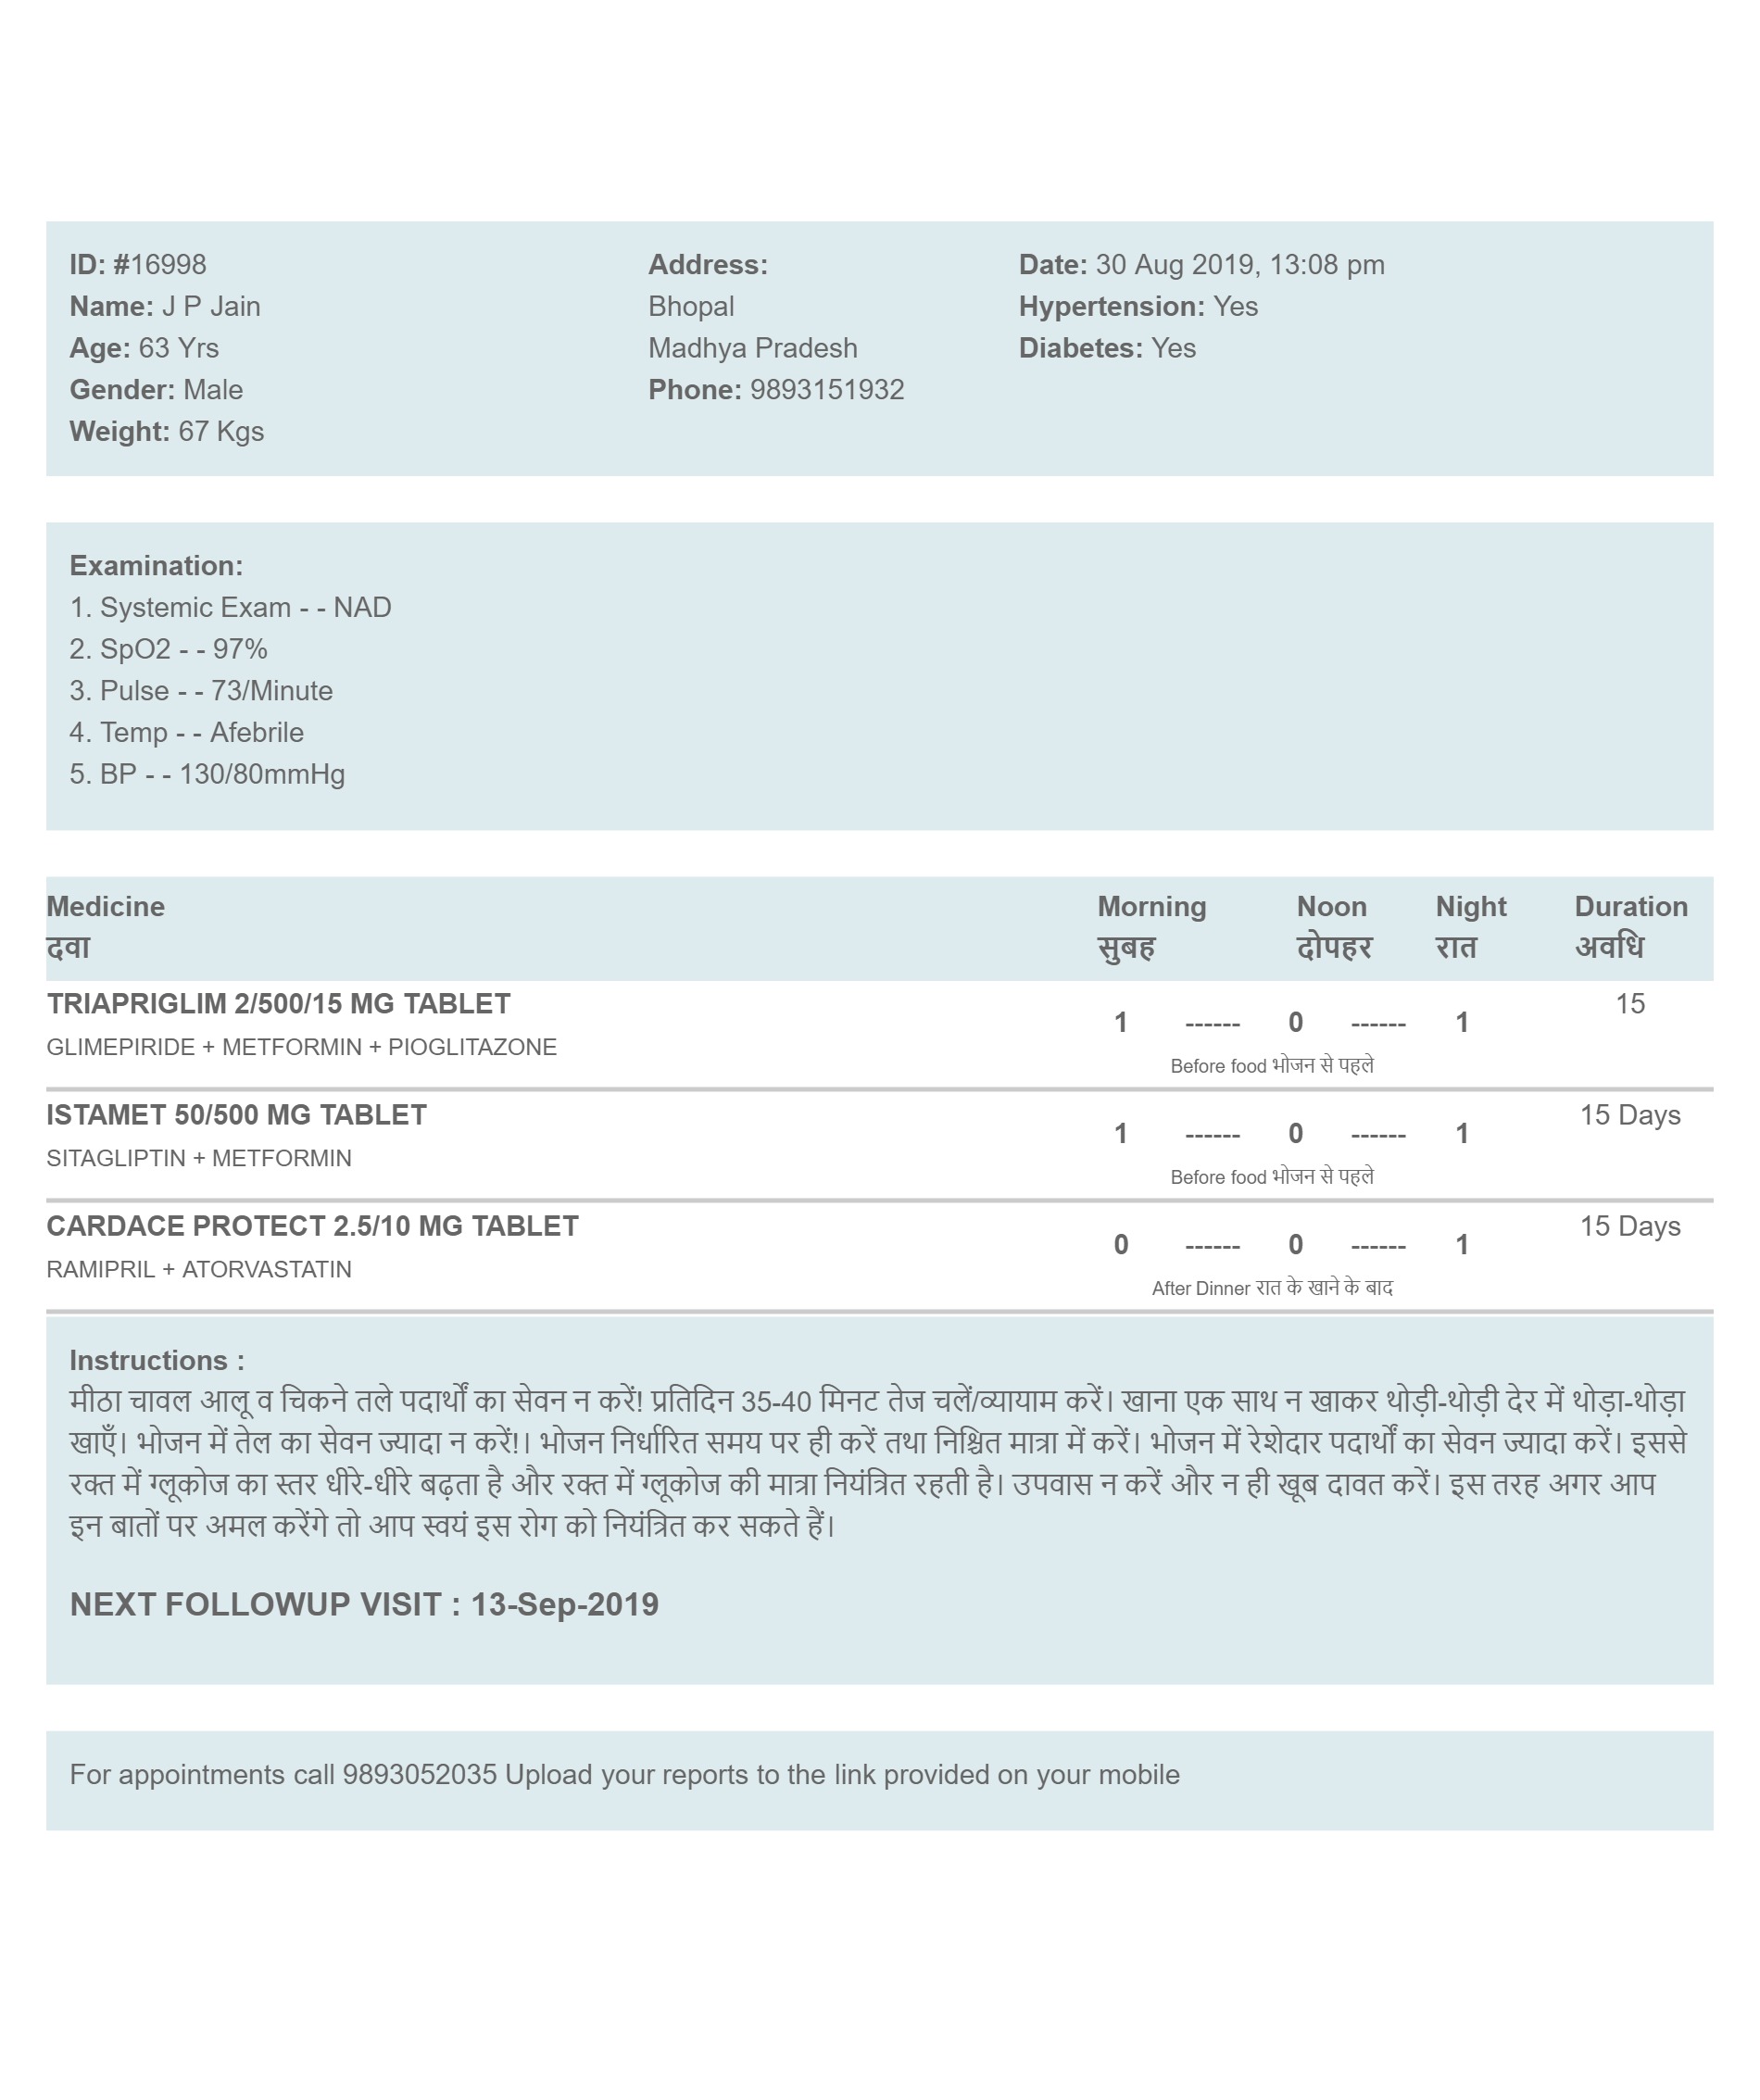 ID: #16998
Name: J P Jain
Age: 63 Yrs
Gender: Male
Weight: 67 Kgs
Address:
Bhopal
Madhya Pradesh
Phone: 9893151932
Date: 30 Aug 2019, 13:08 pm
Hypertension: Yes
Diabetes: Yes
Examination:
1. Systemic Exam - - NAD
2. SpO2 - - 97%
3. Pulse - - 73/Minute
4. Temp - - Afebrile
5. BP - - 130/80mmHg
Medicine Morning Noon Night Duration
दवा सुबह दोपहर रात अवधि
TRIAPRIGLIM 2/500/15 MG TABLET 1 ------ 0 ------ 1 15
GLIMEPIRIDE + METFORMIN + PIOGLITAZONE Before food भोजन से पहले
ISTAMET 50/500 MG TABLET 1 ------ 0 ------ 1 15 Days
SITAGLIPTIN + METFORMIN Before food भोजन से पहले
CARDACE PROTECT 2.5/10 MG TABLET 0 ------ 0 ------ 1 15 Days
RAMIPRIL + ATORVASTATIN After Dinner रात के खाने के बाद
Instructions :
मीठा चावल आलू व चिकने तले पदार्थों का सेवन न करें! प्रतिदिन 35-40 मिनट तेज चलें/व्यायाम करें। खाना एक साथ न खाकर थोड़ी-थोड़ी देर में थोड़ा-थोड़ा
खाएँ। भोजन में तेल का सेवन ज्यादा न करें!। भोजन निर्धारित समय पर ही करें तथा निश्चित मात्रा में करें। भोजन में रेशेदार पदार्थों का सेवन ज्यादा करें। इससे
रक्त में ग्लूकोज का स्तर धीरे-धीरे बढ़ता है और रक्त में ग्लूकोज की मात्रा नियंत्रित रहती है। उपवास न करें और न ही खूब दावत करें। इस तरह अगर आप
इन बातों पर अमल करेंगे तो आप स्वयं इस रोग को नियंत्रित कर सकते हैं।
NEXT FOLLOWUP VISIT : 13-Sep-2019
For appointments call 9893052035 Upload your reports to the link provided on your mobile